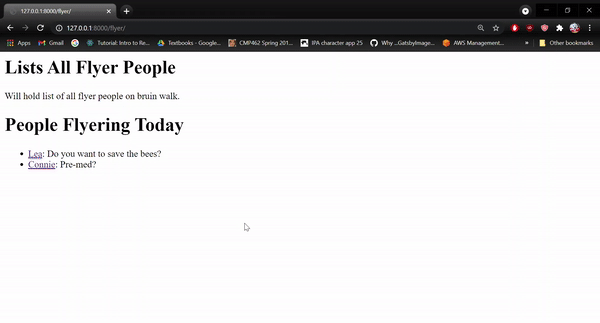 127.0.0.1:8000/flyer/
127.0.0.1:8000/flyer/
Apps Gmail Tutorial: Intro to Re... Textbooks - Google... CMP462 Spring 201... IPA character app 25 Why ...GatsbyImage... AWS Management... » Other bookmarks
Lists All Flyer People
Will hold list of all flyer people on bruin walk.
People Flyering Today
• Lea: Do you want to save the bees?
• Connie: Pre-med?